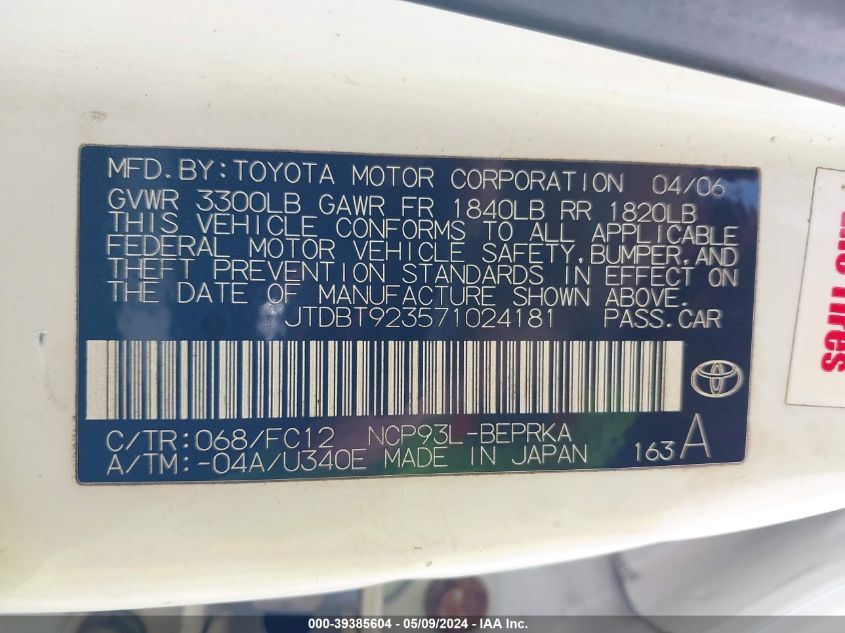 MFD.BY:TOYOTA MOTOR CORPORATION 04/06
GVWR 3300LB GAWR FR 1840LB RR 1820LB
THIS VEHICLE CONFORMS TO ALL APPLICABLE
FEDERAL MOTOR VEHICLE SAFETY,BUMPER,AND
THEFT PREVENTION STANDARDS IN EFFECT ON
THE DATE OF MANUFACTURE SHOWN ABOVE.
JTDBT923571024181 PASS.CAR
C/TR:068/FC12 NCP93L-BEPRKA
A/TM:-04A/U340E MADE IN JAPAN 163A
Tires
000-39385604 - 05/09/2024 - IAA Inc.